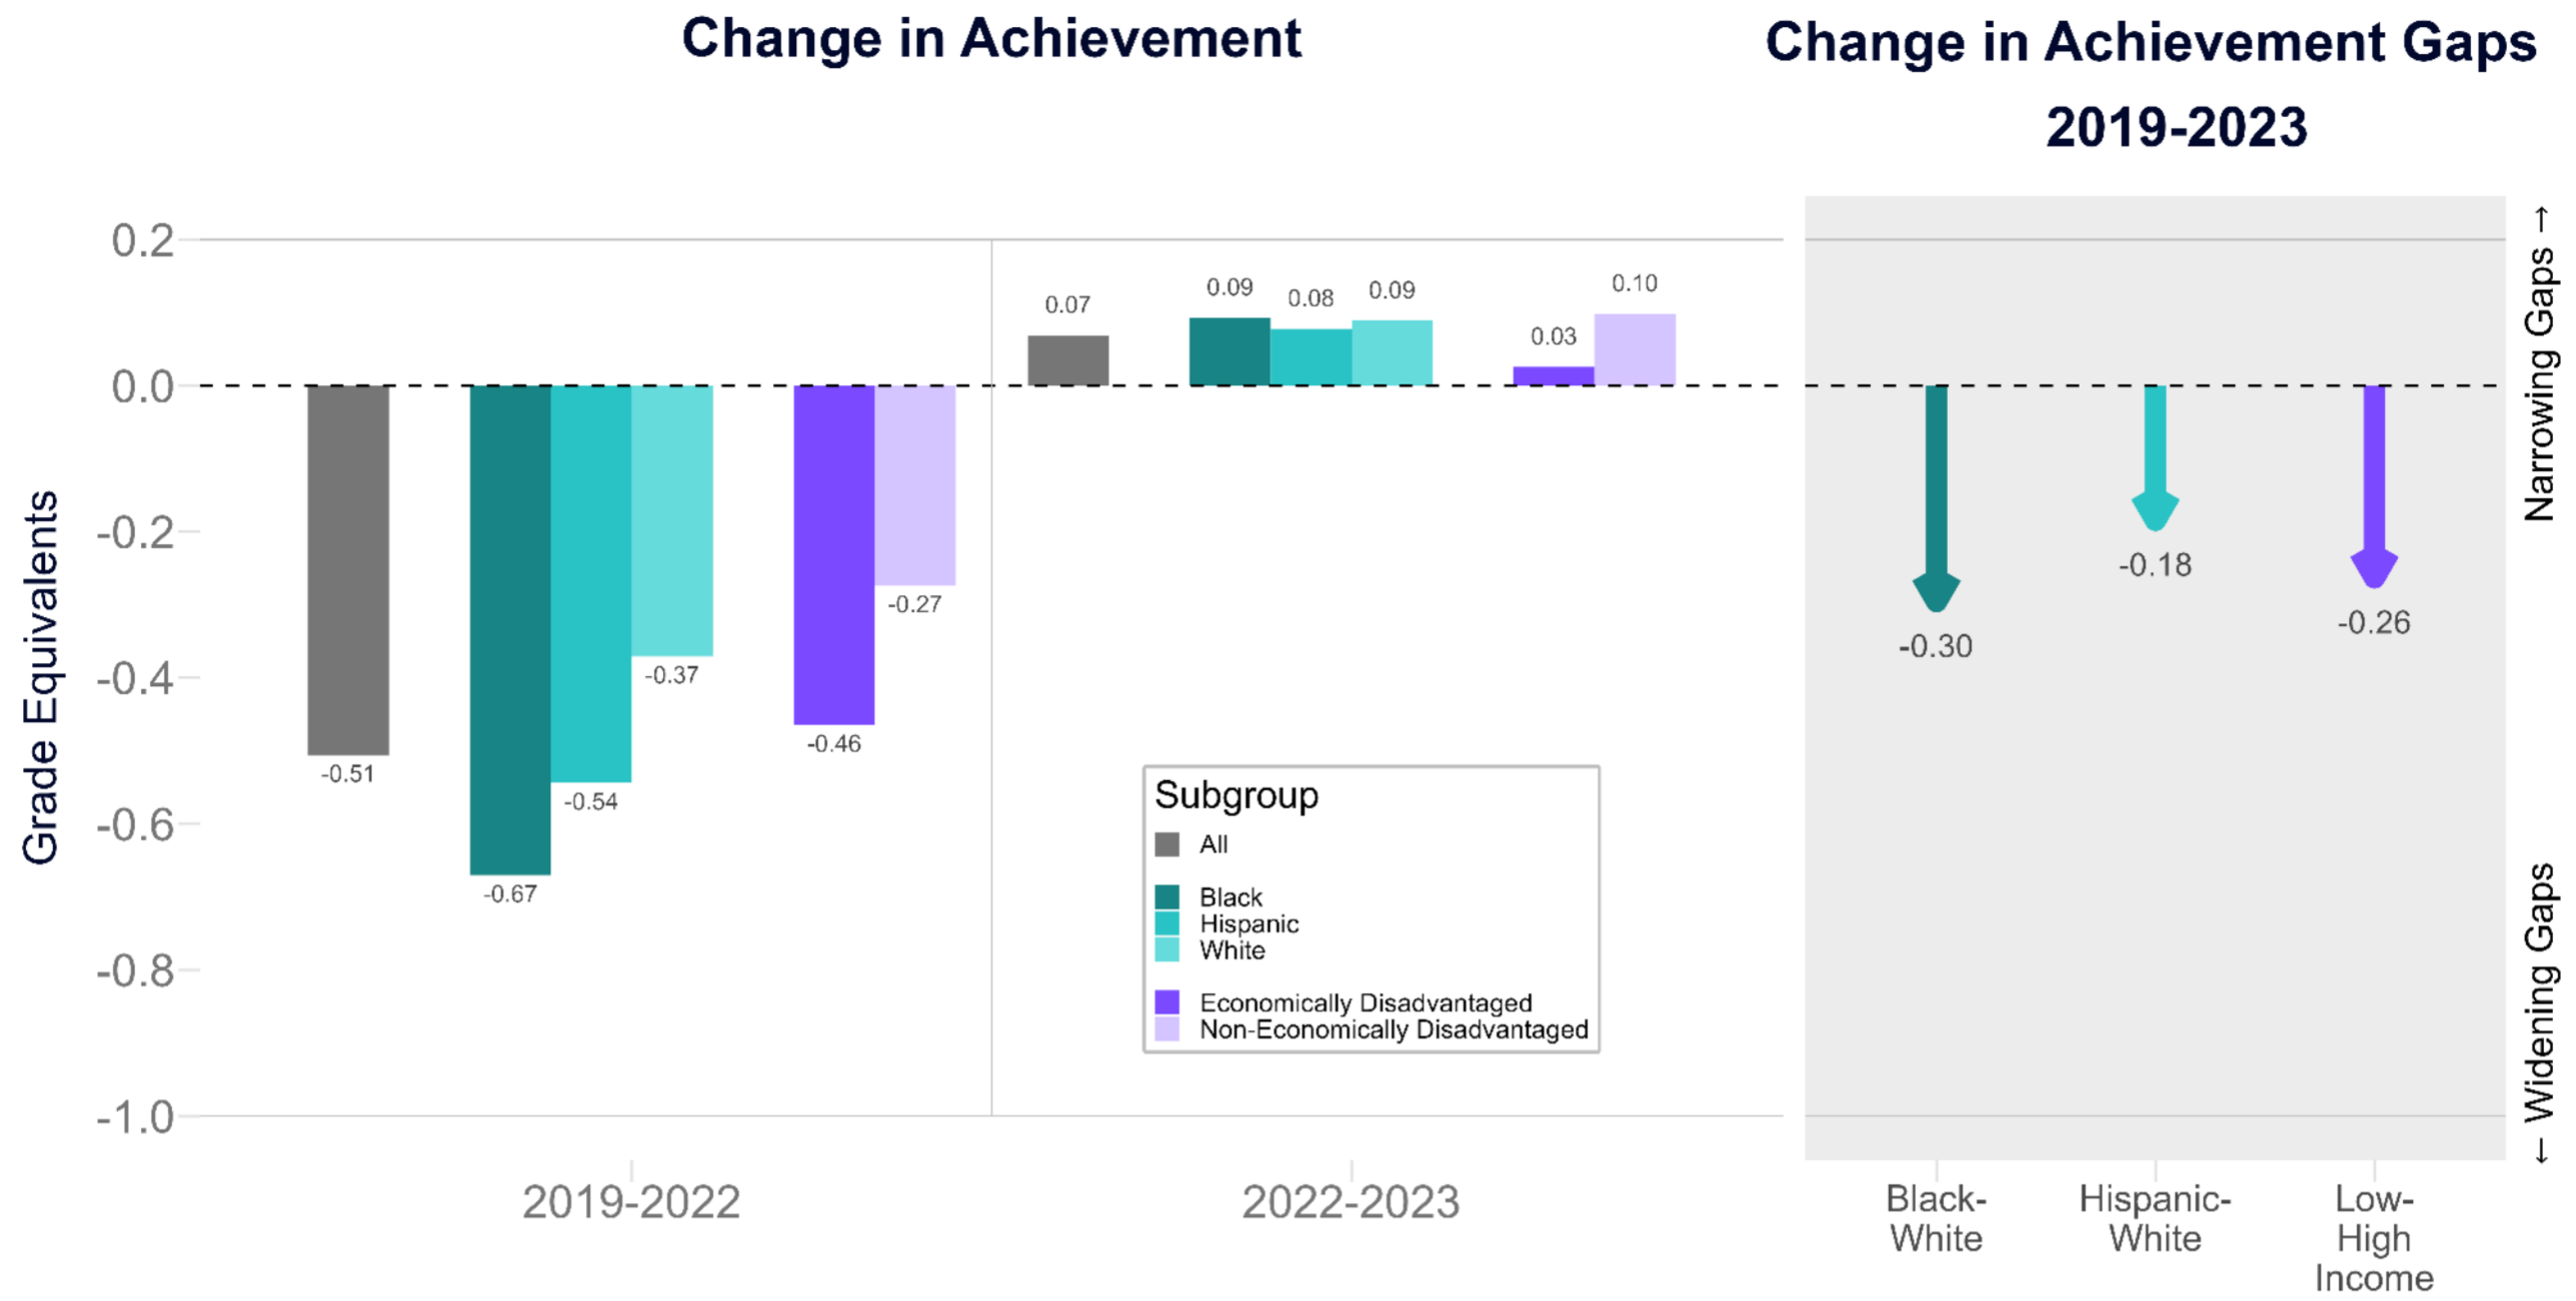 Change in Achievement
Change in Achievement Gaps
2019-2023
Grade Equivalents
0.2
0.0
-0.2
-0.4
-0.6
-0.8
-1.0
-0.51
-0.67
-0.54
-0.37
-0.46
-0.27
0.07
0.09
0.08
0.09
0.03
0.10
Subgroup
All
Black
Hispanic
White
Economically Disadvantaged
Non-Economically Disadvantaged
2019-2022
2022-2023
-0.30
-0.18
-0.26
Black-
White
Hispanic-
White
Low-
High
Income
Narrowing Gaps →
← Widening Gaps